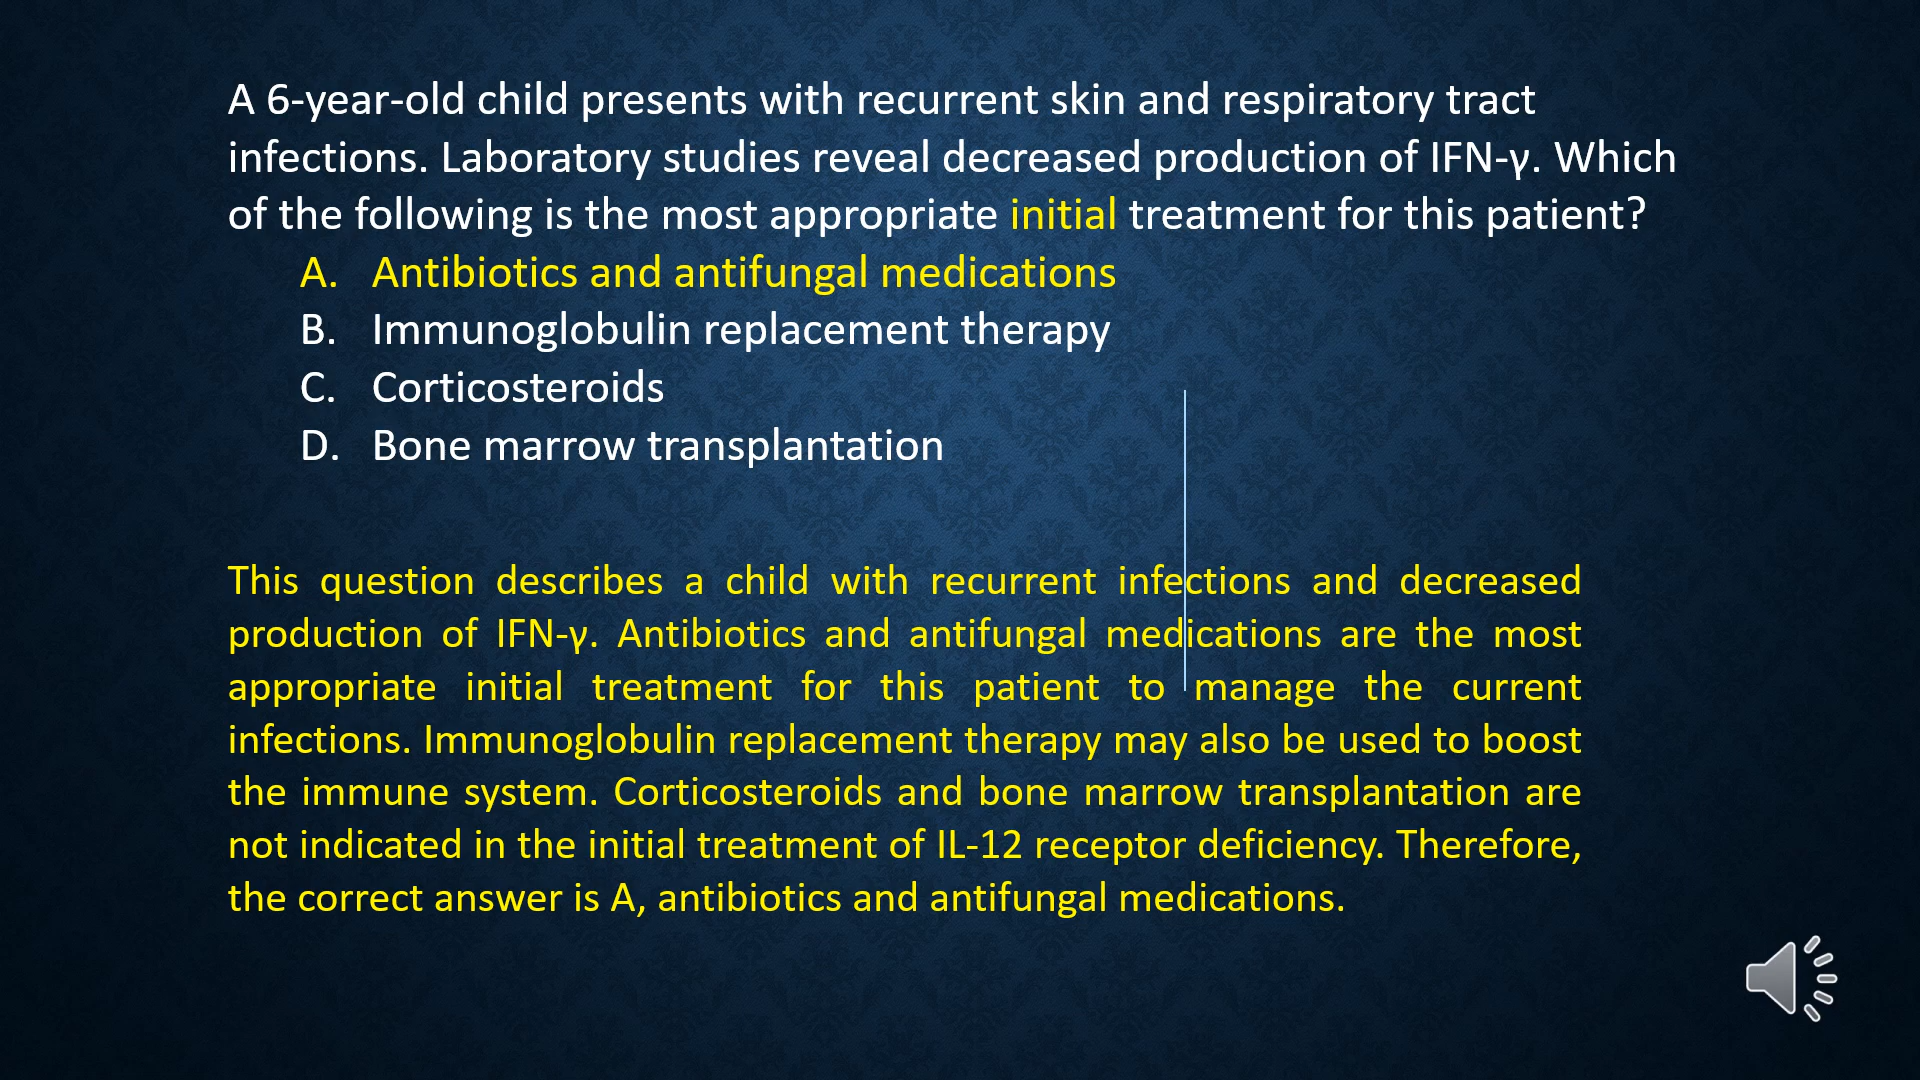 A 6-year-old child presents with recurrent skin and respiratory tract
infections. Laboratory studies reveal decreased production of IFN-γ. Which
of the following is the most appropriate initial treatment for this patient?
A. Antibiotics and antifungal medications
B. Immunoglobulin replacement therapy
C. Corticosteroids
D. Bone marrow transplantation
This question describes a child with recurrent infections and decreased
production of IFN-γ. Antibiotics and antifungal medications are the most
appropriate initial treatment for this patient to manage the current
infections. Immunoglobulin replacement therapy may also be used to boost
the immune system. Corticosteroids and bone marrow transplantation are
not indicated in the initial treatment of IL-12 receptor deficiency. Therefore,
the correct answer is A, antibiotics and antifungal medications.